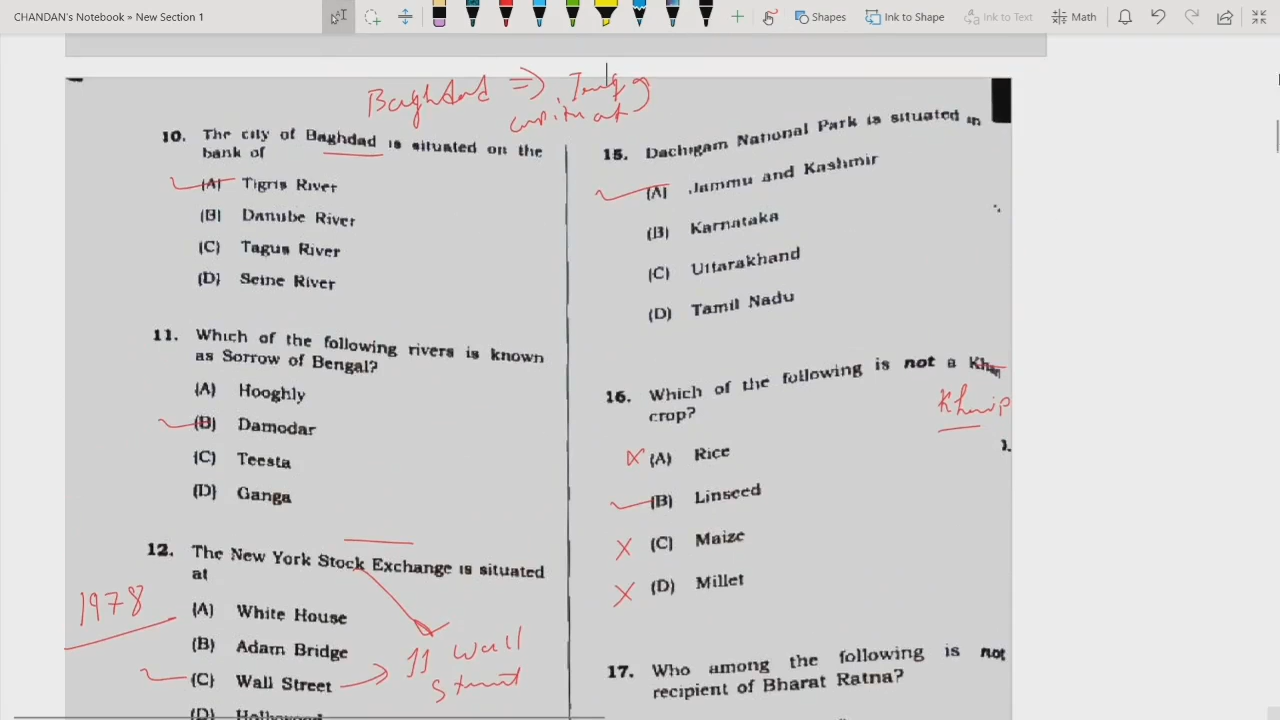 CHANDAN's Notebook » New Section 1
Shapes
Ink to Shape
Ink to Text
Math
Baghdad ⇒ Iraq
capital of
10. The city of Baghdad is situated on the
bank of
(A) Tigris River
(B) Danube River
(C) Tagus River
(D) Seine River
11. Which of the following rivers is known
as Sorrow of Bengal?
(A) Hooghly
(B) Damodar
(C) Teesta
(D) Ganga
12. The New York Stock Exchange is situated
at
1978
(A) White House
(B) Adam Bridge
(C) Wall Street
11 Wall
Street
(D)
15. Dachigam National Park is situated in
(A) Jammu and Kashmir
(B) Karnataka
(C) Uttarakhand
(D) Tamil Nadu
16. Which of the following is not a
crop?
(A) Rice
(B) Linseed
(C) Maize
(D) Millet
17. Who among the following is not
recipient of Bharat Ratna?